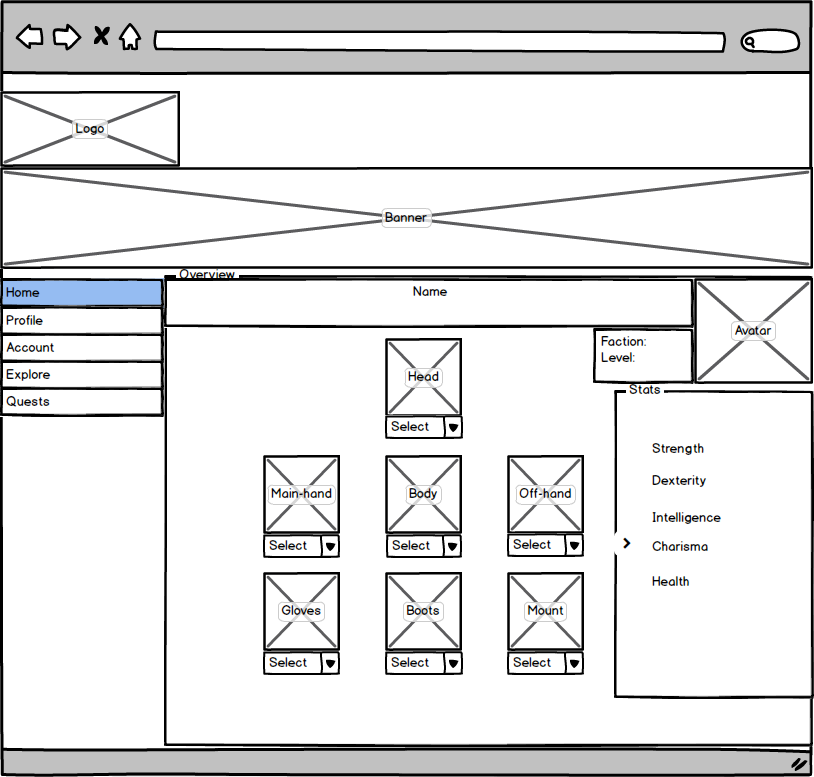 Logo
Banner
Overview
Home
Name
Profile
Account
Explore
Quests
Avatar
Faction:
Level:
Head
Select
Stats
Strength
Dexterity
Intelligence
Charisma
Health
Main-hand
Body
Off-hand
Select
Select
Select
Gloves
Boots
Mount
Select
Select
Select